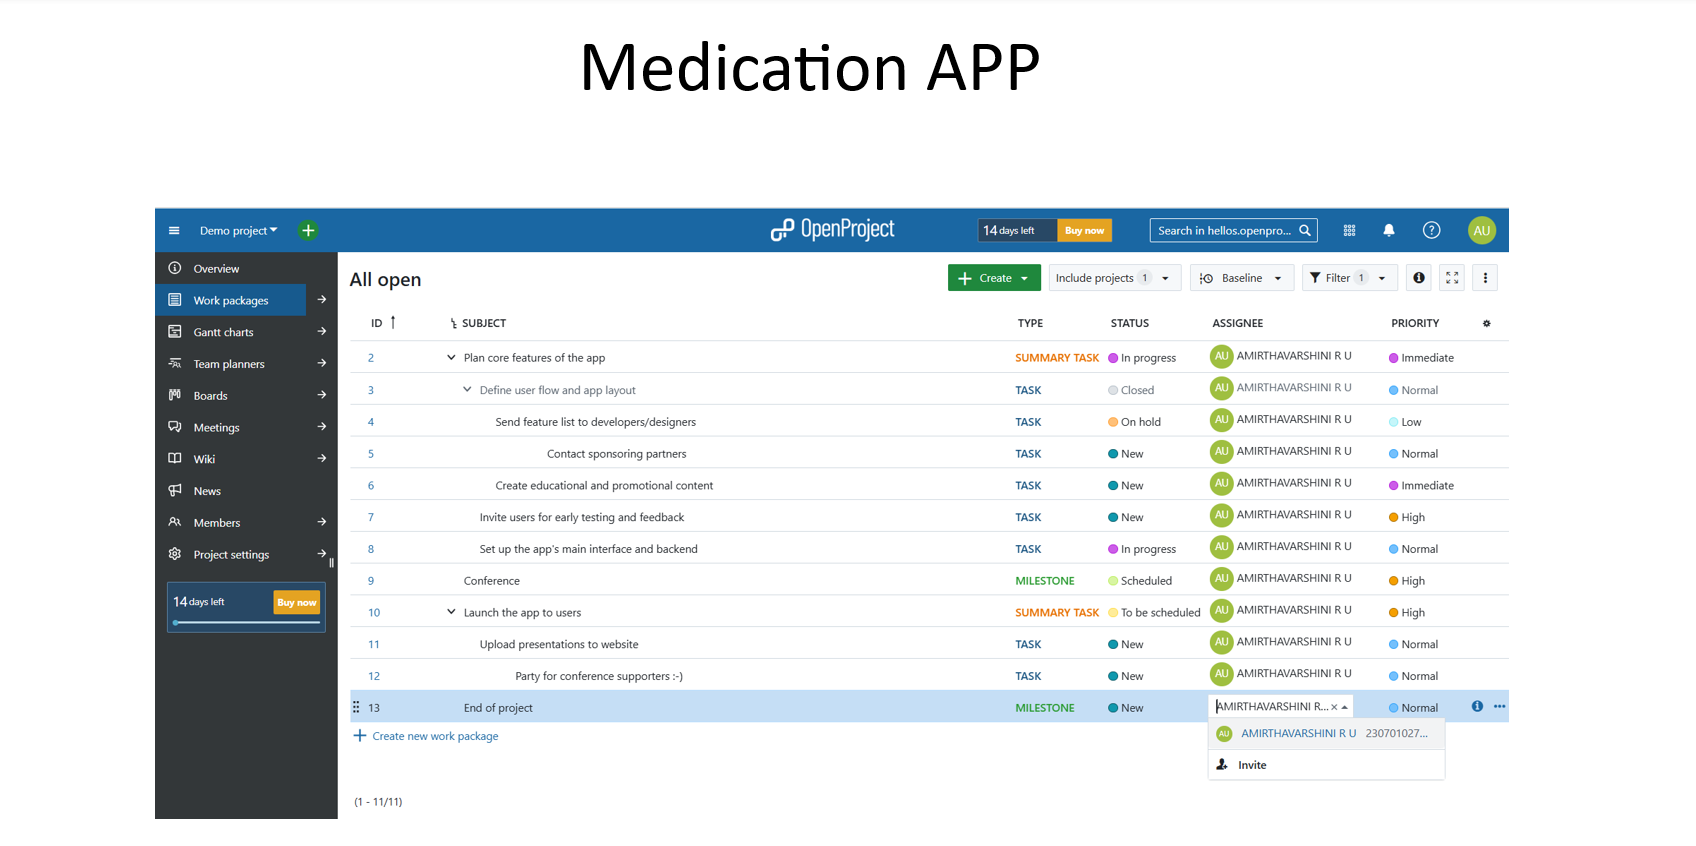 Medication APP
Demo project
OpenProject
14 days left Buy now
Search in hellos.openpro...
AU
Overview
Work packages
Gantt charts
Team planners
Boards
Meetings
Wiki
News
Members
Project settings
14 days left Buy now
All open
Create
Include projects 1
Baseline
Filter 1
ID SUBJECT TYPE STATUS ASSIGNEE PRIORITY
2 Plan core features of the app SUMMARY TASK In progress AU AMIRTHAVARSHINI R U Immediate
3 Define user flow and app layout TASK Closed AU AMIRTHAVARSHINI R U Normal
4 Send feature list to developers/designers TASK On hold AU AMIRTHAVARSHINI R U Low
5 Contact sponsoring partners TASK New AU AMIRTHAVARSHINI R U Normal
6 Create educational and promotional content TASK New AU AMIRTHAVARSHINI R U Immediate
7 Invite users for early testing and feedback TASK New AU AMIRTHAVARSHINI R U High
8 Set up the app's main interface and backend TASK In progress AU AMIRTHAVARSHINI R U Normal
9 Conference MILESTONE Scheduled AU AMIRTHAVARSHINI R U High
10 Launch the app to users SUMMARY TASK To be scheduled AU AMIRTHAVARSHINI R U High
11 Upload presentations to website TASK New AU AMIRTHAVARSHINI R U Normal
12 Party for conference supporters :-) TASK New AU AMIRTHAVARSHINI R U Normal
13 End of project MILESTONE New AMIRTHAVARSHINI R... Normal
AU AMIRTHAVARSHINI R U 230701027...
Invite
Create new work package
(1 - 11/11)